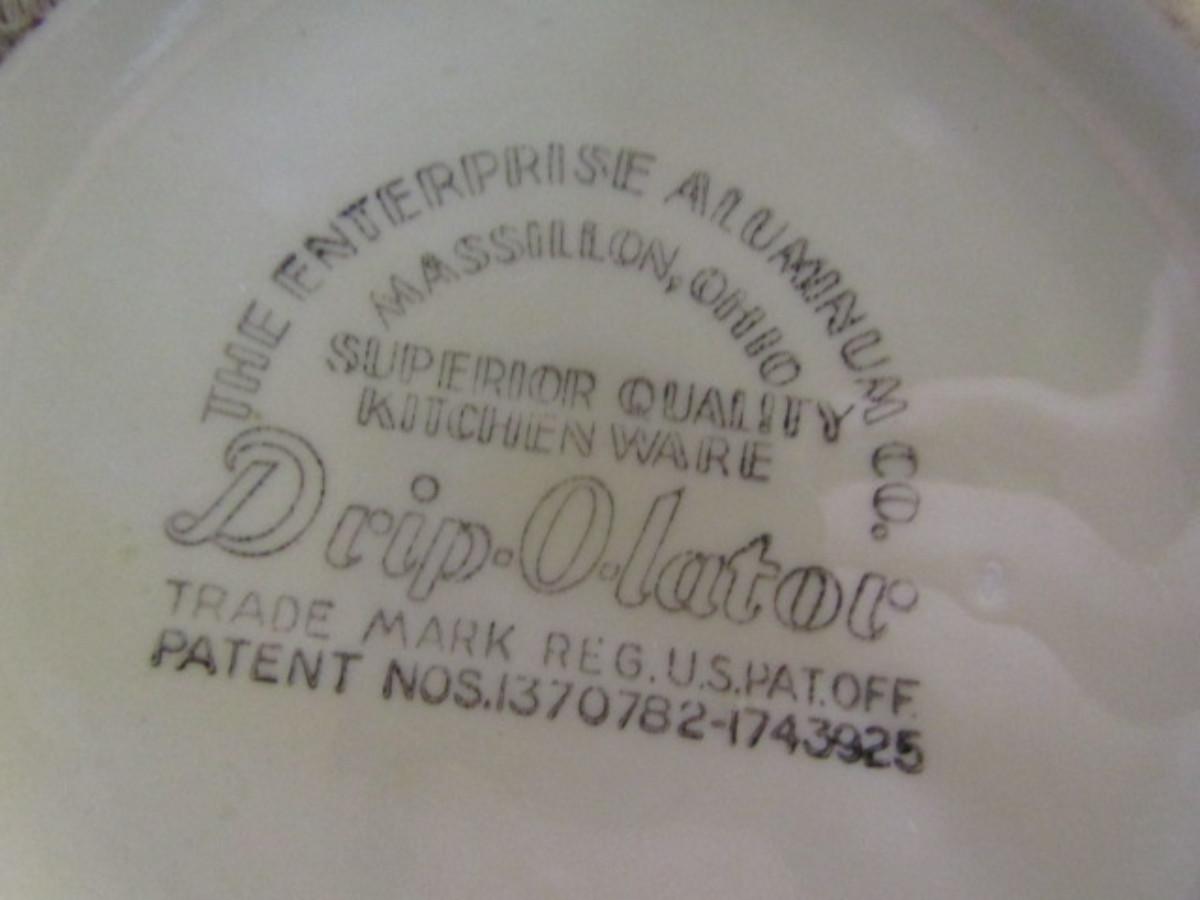 THE ENTERPRISE ALUMINUM CO.
MASSILLON, OHIO
SUPERIOR QUALITY
KITCHEN WARE
Drip-O-lator
TRADE MARK REG. U.S. PAT. OFF.
PATENT NOS. 1370782-1743925